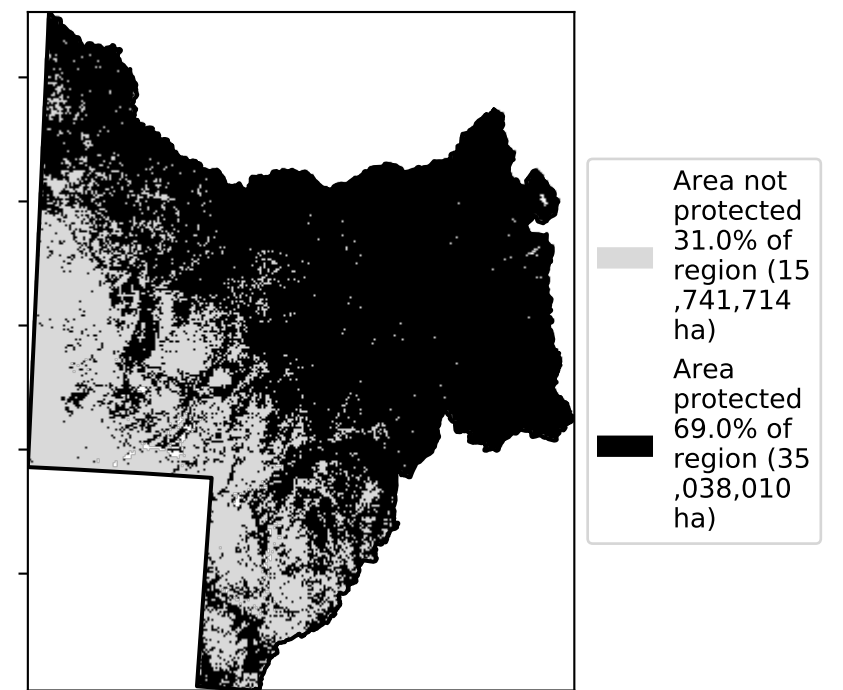 Area not
protected
31.0% of
region (15
,741,714
ha)
Area
protected
69.0% of
region (35
,038,010
ha)